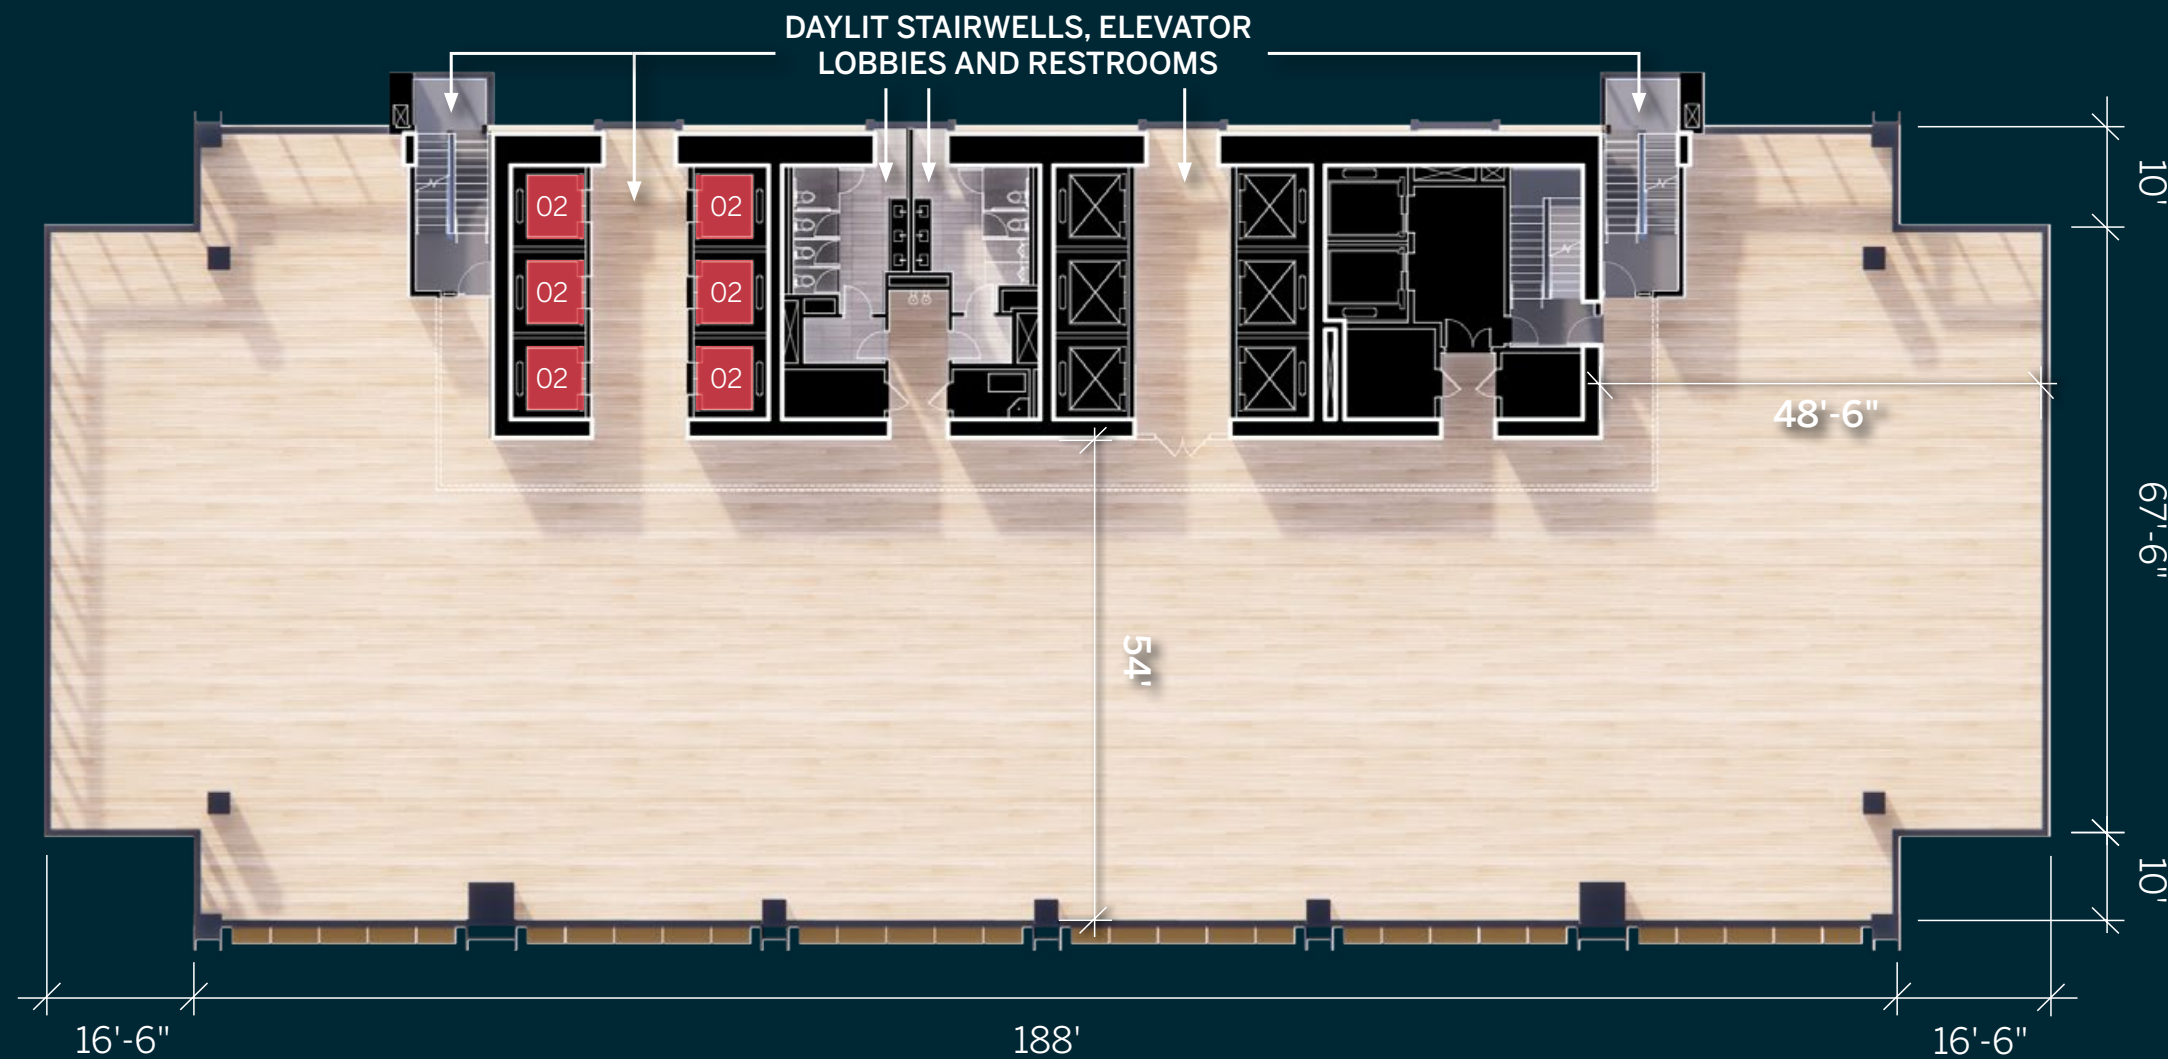 DAYLIT STAIRWELLS, ELEVATOR
LOBBIES AND RESTROOMS
10'
02 02
02 02
02 02
48'-6"
67'-6"
54'
10'
16'-6" 188' 16'-6"